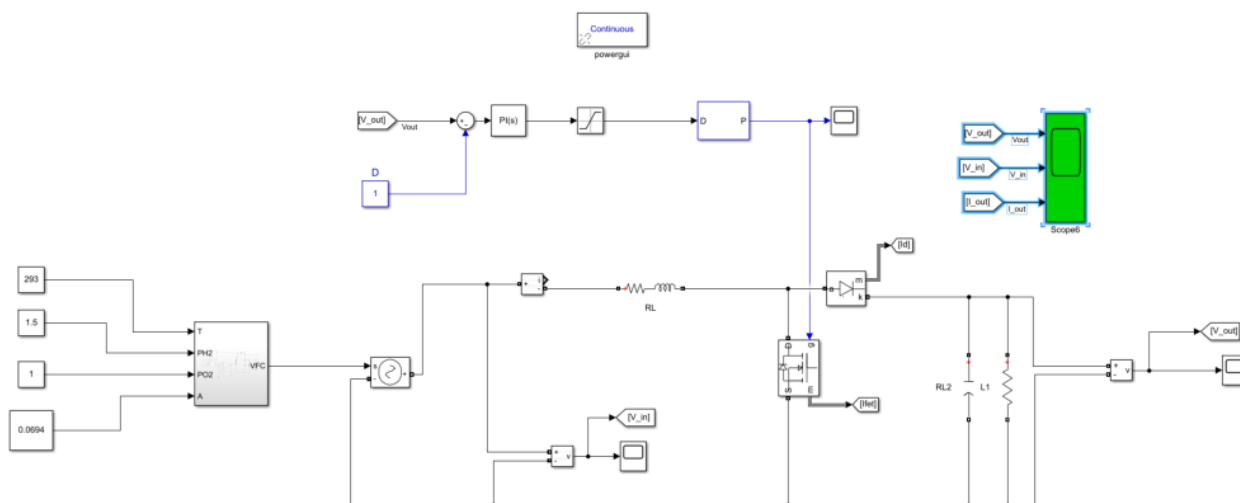 Continuous
powergui
[V_out]
Vout
+
-
PI(s)
D
P
D
1
[V_out]
Vout
[V_in]
V_in
[I_out]
I_out
Scope6
[Id]
293
1.5
1
0.0694
T
PH2
PO2
A
VFC
s
-
+
+
i
-
RL
a
m
k
g
D
S
m
[Ifet]
[V_in]
+
-
v
RL2
L1
+
-
v
[V_out]